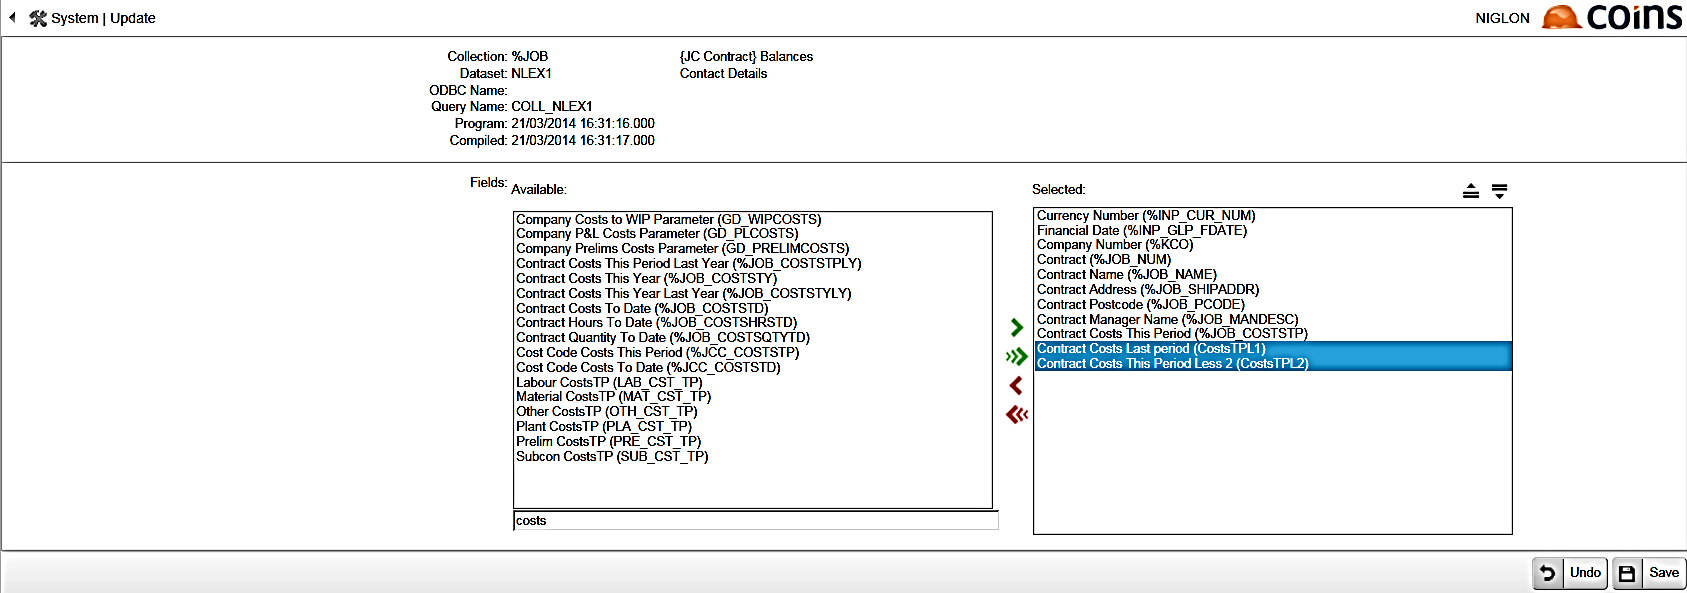 System | Update
NIGLON coins
Collection: %JOB {JC Contract} Balances
Dataset: NLEX1 Contact Details
ODBC Name:
Query Name: COLL_NLEX1
Program: 21/03/2014 16:31:16.000
Compiled: 21/03/2014 16:31:17.000
Fields: Available:
Company Costs to WIP Parameter (GD_WIPCOSTS)
Company P&L Costs Parameter (GD_PLCOSTS)
Company Prelims Costs Parameter (GD_PRELIMCOSTS)
Contract Costs This Period Last Year (%JOB_COSTSTPLY)
Contract Costs This Year (%JOB_COSTSTY)
Contract Costs This Year Last Year (%JOB_COSTSTYLY)
Contract Costs To Date (%JOB_COSTSTD)
Contract Hours To Date (%JOB_COSTSHRSTD)
Contract Quantity To Date (%JOB_COSTSQTYTD)
Cost Code Costs This Period (%JCC_COSTSTP)
Cost Code Costs To Date (%JCC_COSTSTD)
Labour CostsTP (LAB_CST_TP)
Material CostsTP (MAT_CST_TP)
Other CostsTP (OTH_CST_TP)
Plant CostsTP (PLA_CST_TP)
Prelim CostsTP (PRE_CST_TP)
Subcon CostsTP (SUB_CST_TP)
costs
Selected:
Currency Number (%INP_CUR_NUM)
Financial Date (%INP_GLP_FDATE)
Company Number (%KCO)
Contract (%JOB_NUM)
Contract Name (%JOB_NAME)
Contract Address (%JOB_SHIPADDR)
Contract Postcode (%JOB_PCODE)
Contract Manager Name (%JOB_MANDESC)
Contract Costs This Period (%JOB_COSTSTP)
Contract Costs Last period (CostsTPL1)
Contract Costs This Period Less 2 (CostsTPL2)
Undo Save